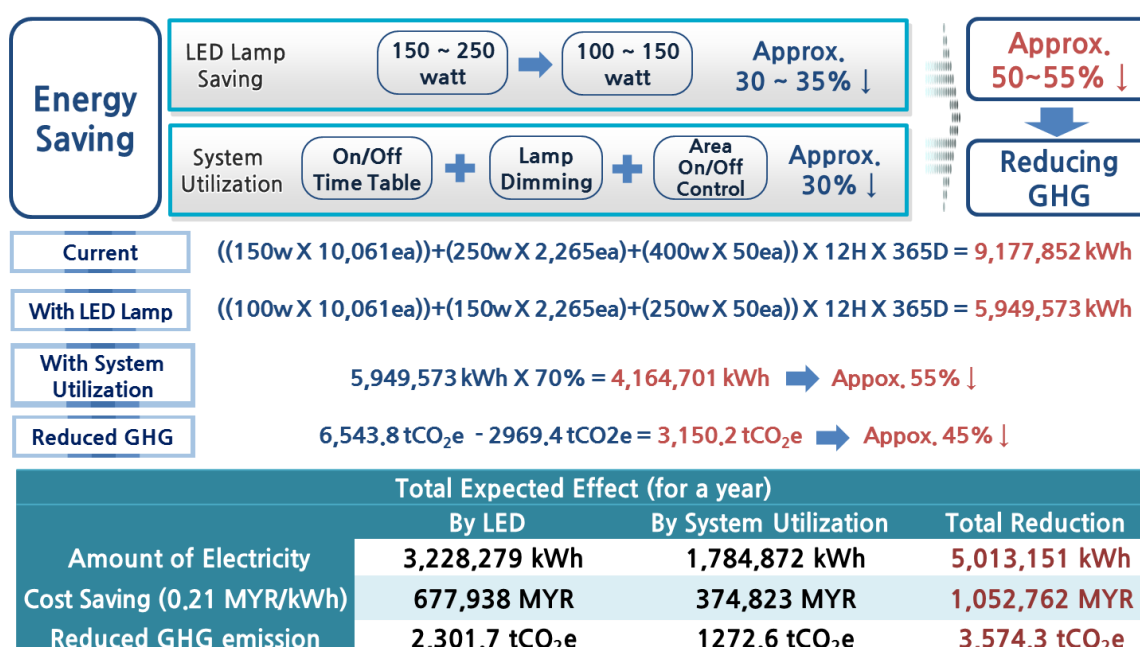 Energy
Saving
LED Lamp
Saving
150 ~ 250
watt
100 ~ 150
watt
Approx.
30 ~ 35% ↓
System
Utilization
On/Off
Time Table
Lamp
Dimming
Area
On/Off
Control
Approx.
30% ↓
Approx.
50~55% ↓
Reducing
GHG
Current
((150w X 10,061ea))+(250w X 2,265ea)+(400w X 50ea)) X 12H X 365D = 9,177,852 kWh
With LED Lamp
((100w X 10,061ea))+(150w X 2,265ea)+(250w X 50ea)) X 12H X 365D = 5,949,573 kWh
With System
Utilization
5,949,573 kWh X 70% = 4,164,701 kWh
Appox. 55% ↓
Reduced GHG
6,543.8 tCO₂e - 2969.4 tCO2e = 3,150.2 tCO₂e
Appox. 45% ↓
Total Expected Effect (for a year)
By LED By System Utilization Total Reduction
Amount of Electricity 3,228,279 kWh 1,784,872 kWh 5,013,151 kWh
Cost Saving (0.21 MYR/kWh) 677,938 MYR 374,823 MYR 1,052,762 MYR
Reduced GHG emission 2,301.7 tCO₂e 1272.6 tCO₂e 3,574.3 tCO₂e